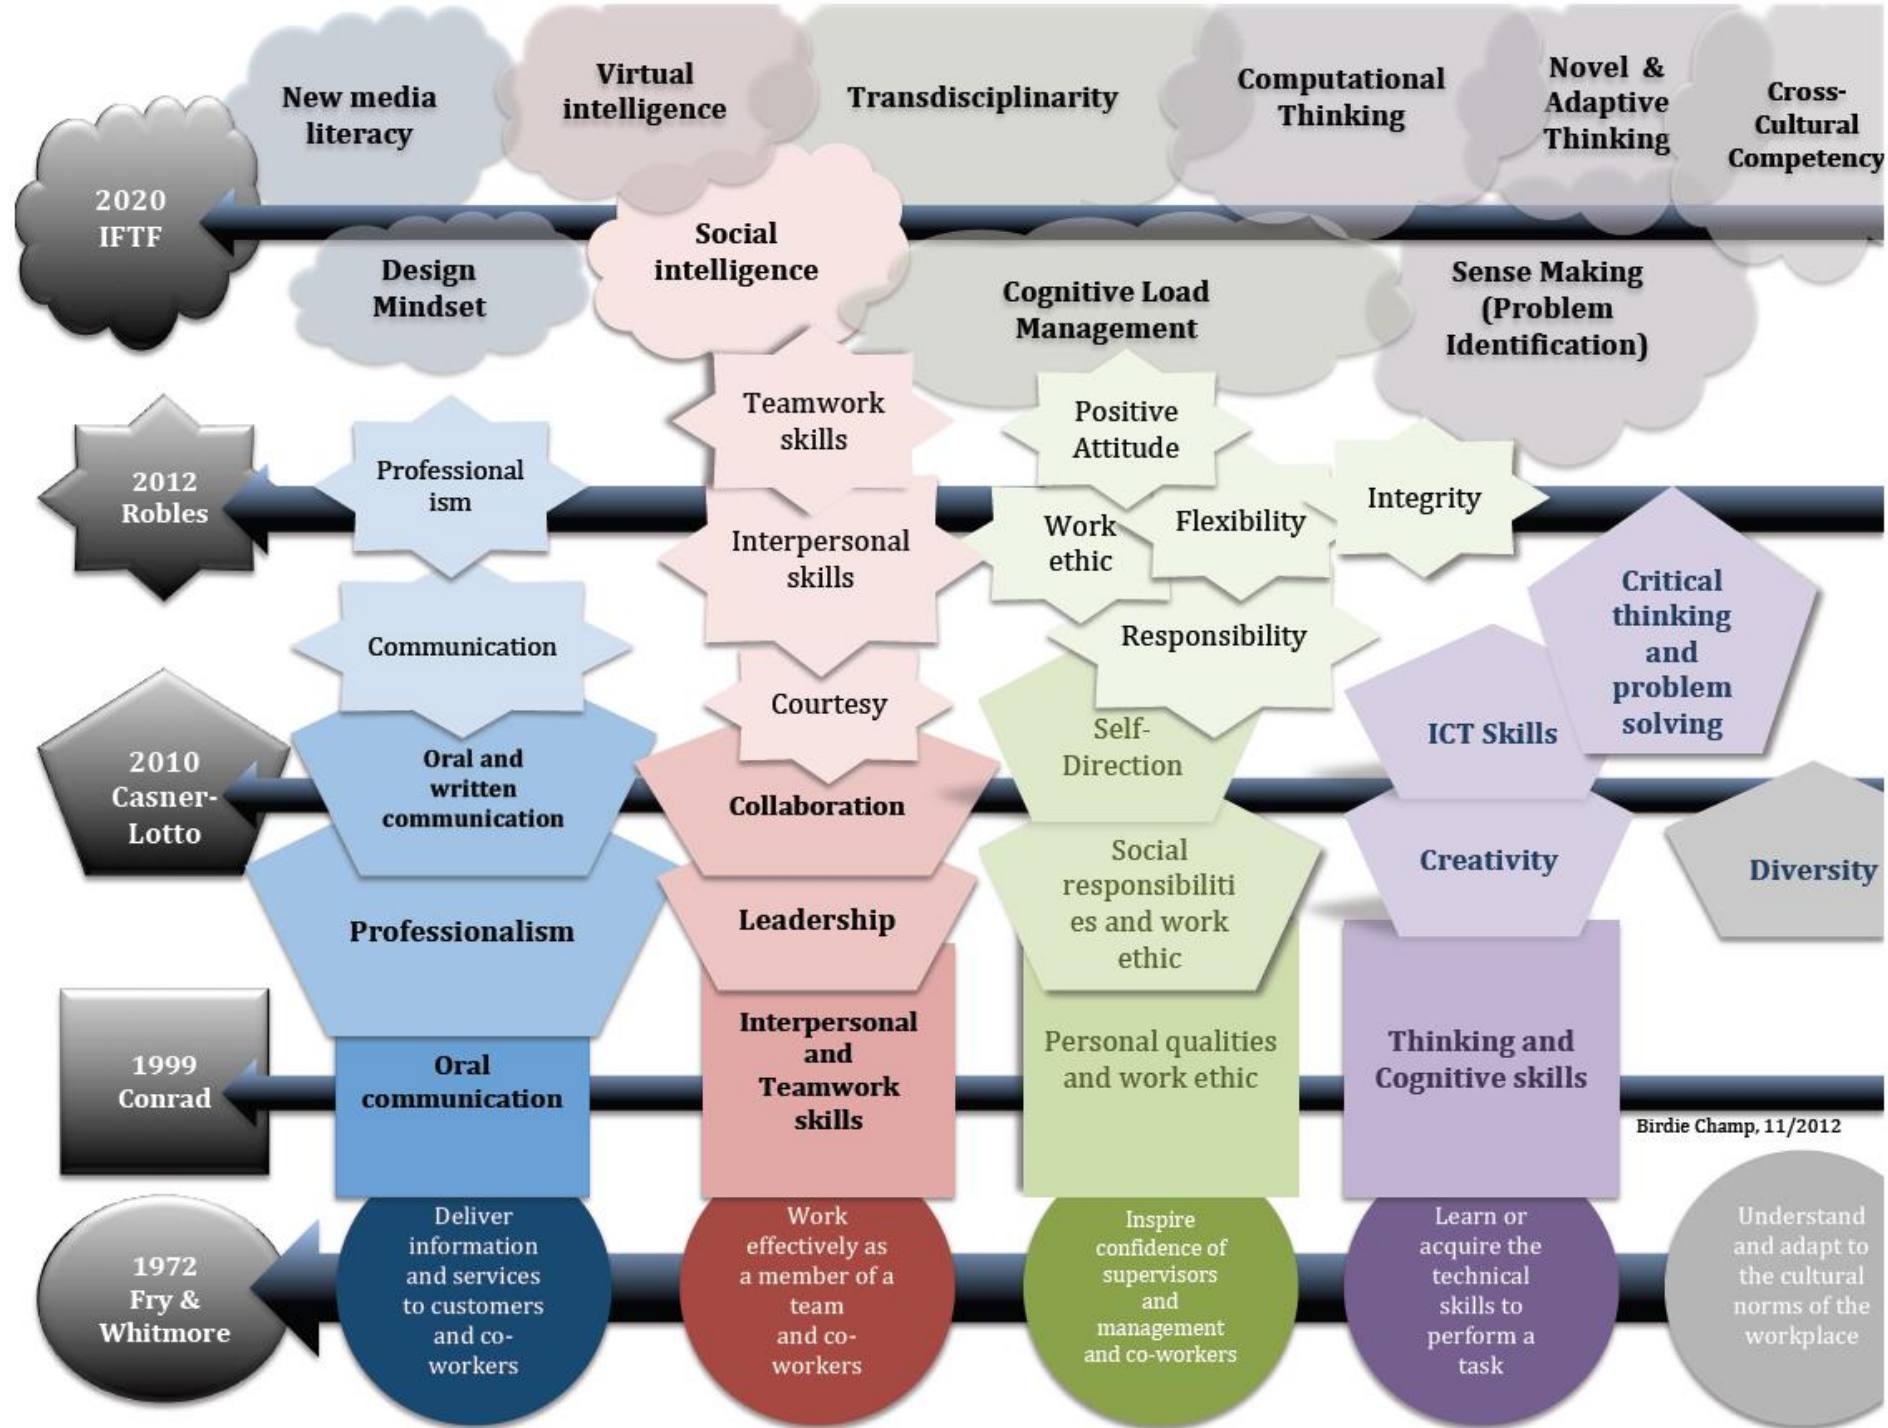 New media
literacy
Virtual
intelligence
Transdisciplinarity
Computational
Thinking
Novel &
Adaptive
Thinking
Cross-
Cultural
Competency
2020
IFTF
Design
Mindset
Social
intelligence
Cognitive Load
Management
Sense Making
(Problem
Identification)
2012
Robles
Professional
ism
Teamwork
skills
Positive
Attitude
Interpersonal
skills
Work
ethic
Flexibility
Integrity
Communication
Courtesy
Responsibility
Critical
thinking
and
problem
solving
2010
Casner-
Lotto
Oral and
written
communication
Collaboration
Self-
Direction
ICT Skills
Professionalism
Leadership
Social
responsibiliti
es and work
ethic
Creativity
Diversity
1999
Conrad
Oral
communication
Interpersonal
and
Teamwork
skills
Personal qualities
and work ethic
Thinking and
Cognitive skills
Birdie Champ, 11/2012
1972
Fry &
Whitmore
Deliver
information
and services
to customers
and co-
workers
Work
effectively as
a member of a
team
and co-
workers
Inspire
confidence of
supervisors
and
management
and co-workers
Learn or
acquire the
technical
skills to
perform a
task
Understand
and adapt to
the cultural
norms of the
workplace